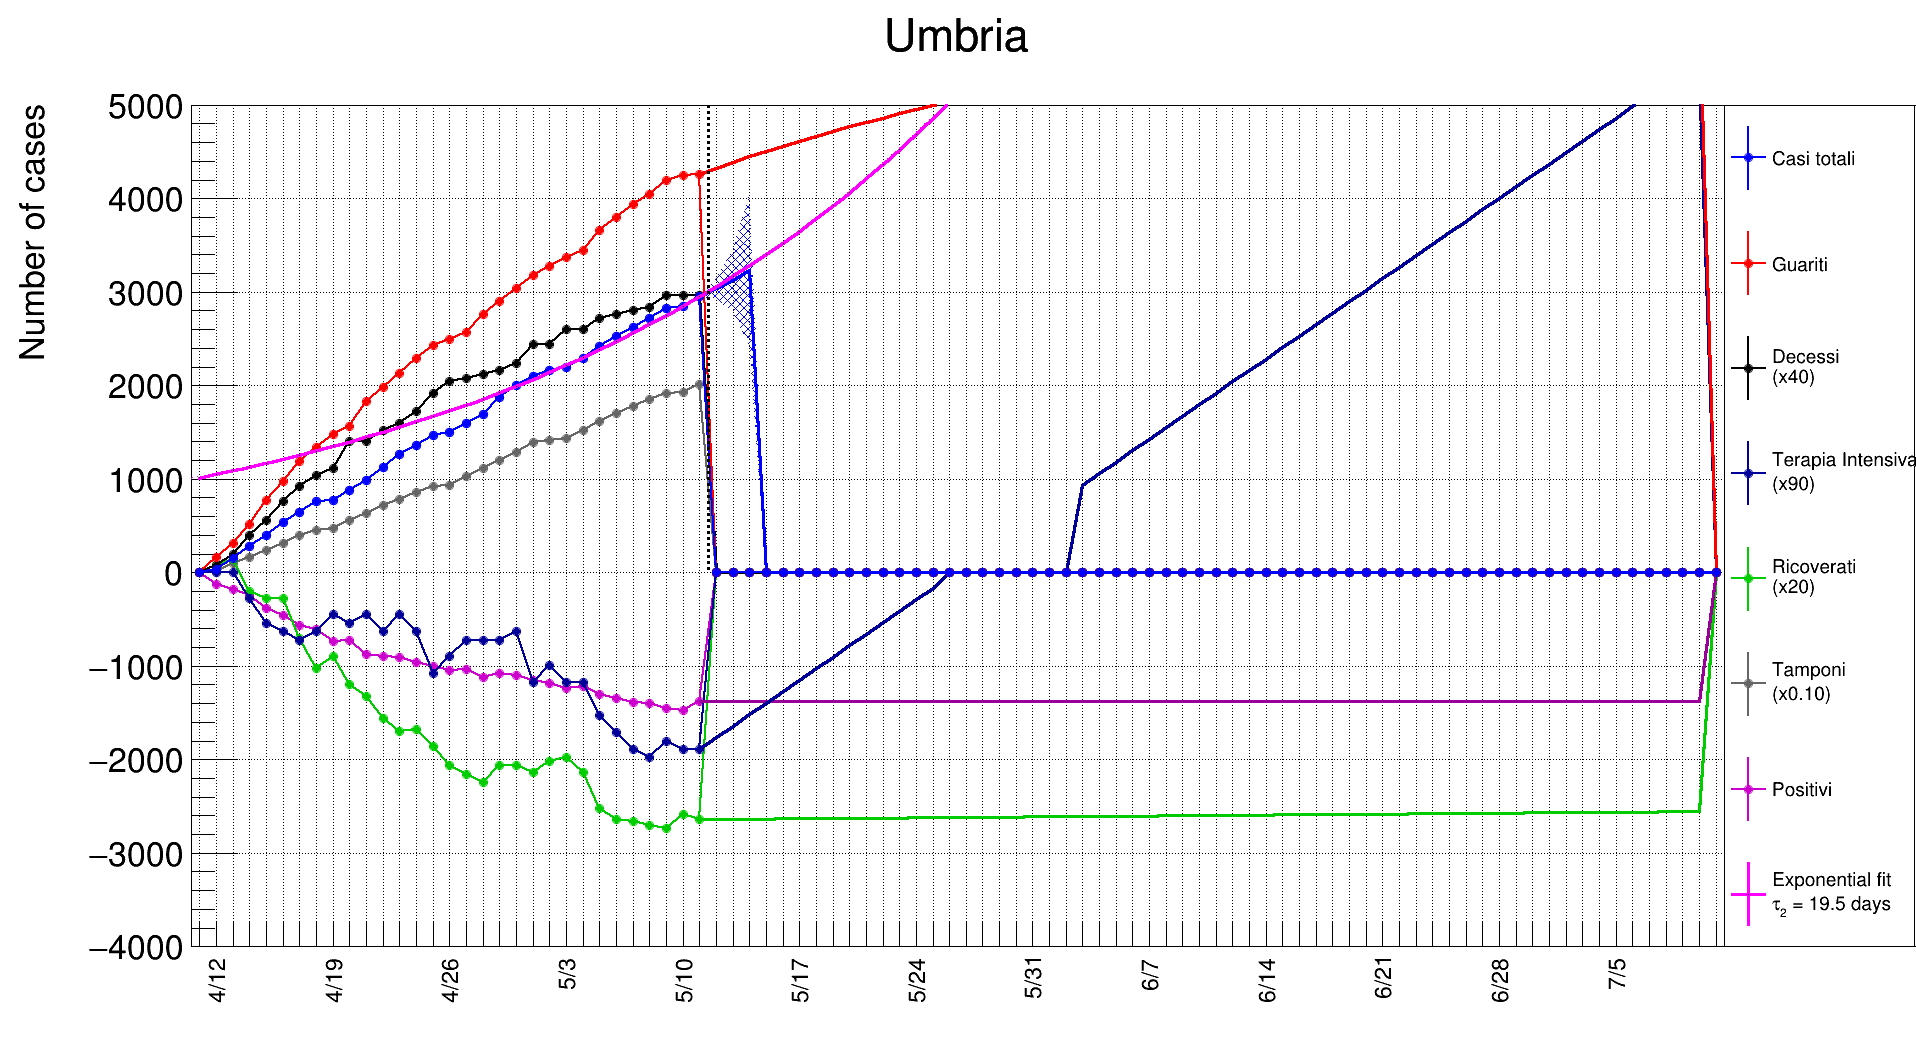 Umbria
Number of cases
5000
4000
3000
2000
1000
0
−1000
−2000
−3000
−4000
4/12
4/19
4/26
5/3
5/10
5/17
5/24
5/31
6/7
6/14
6/21
6/28
7/5
Casi totali
Guariti
Decessi
(x40)
Terapia Intensiva
(x90)
Ricoverati
(x20)
Tamponi
(x0.10)
Positivi
Exponential fit
τ2 = 19.5 days